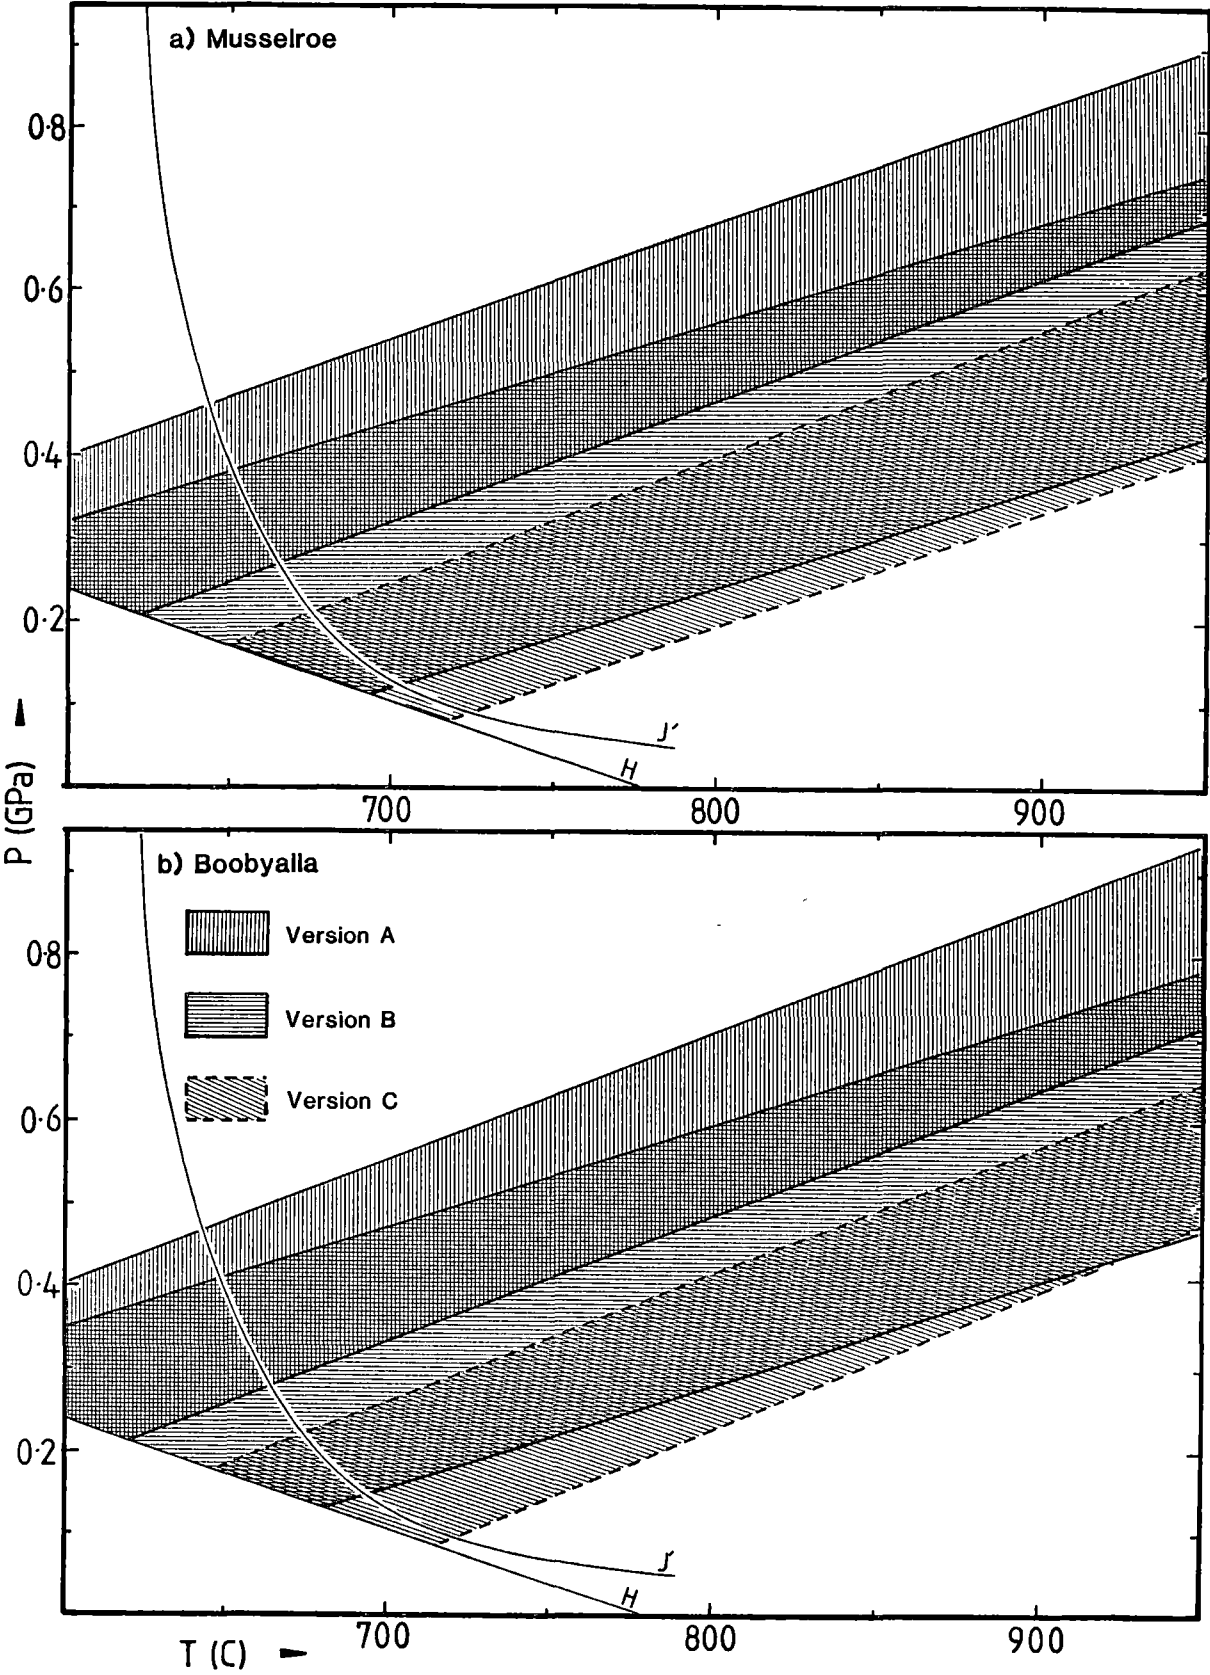 a) Musselroe
0·8
0·6
0·4
0·2
J′
H
700 800 900
P (GPa)
b) Boobyalla
Version A
Version B
Version C
0·8
0·6
0·4
0·2
J′
H
700 800 900
T (C)